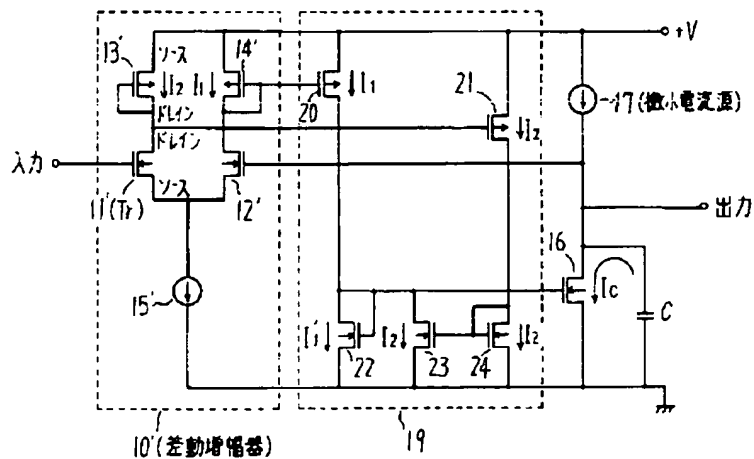 +V
13'
ソース
14'
I2
I1
I1
20
21
I2
17(微小電流源)
ドレイン
ドレイン
入力
11'(Tr)
ソース
12'
出力
16
Ic
C
15'
I1'
22
I2
23
24
I2
10'(差動増幅器)
19